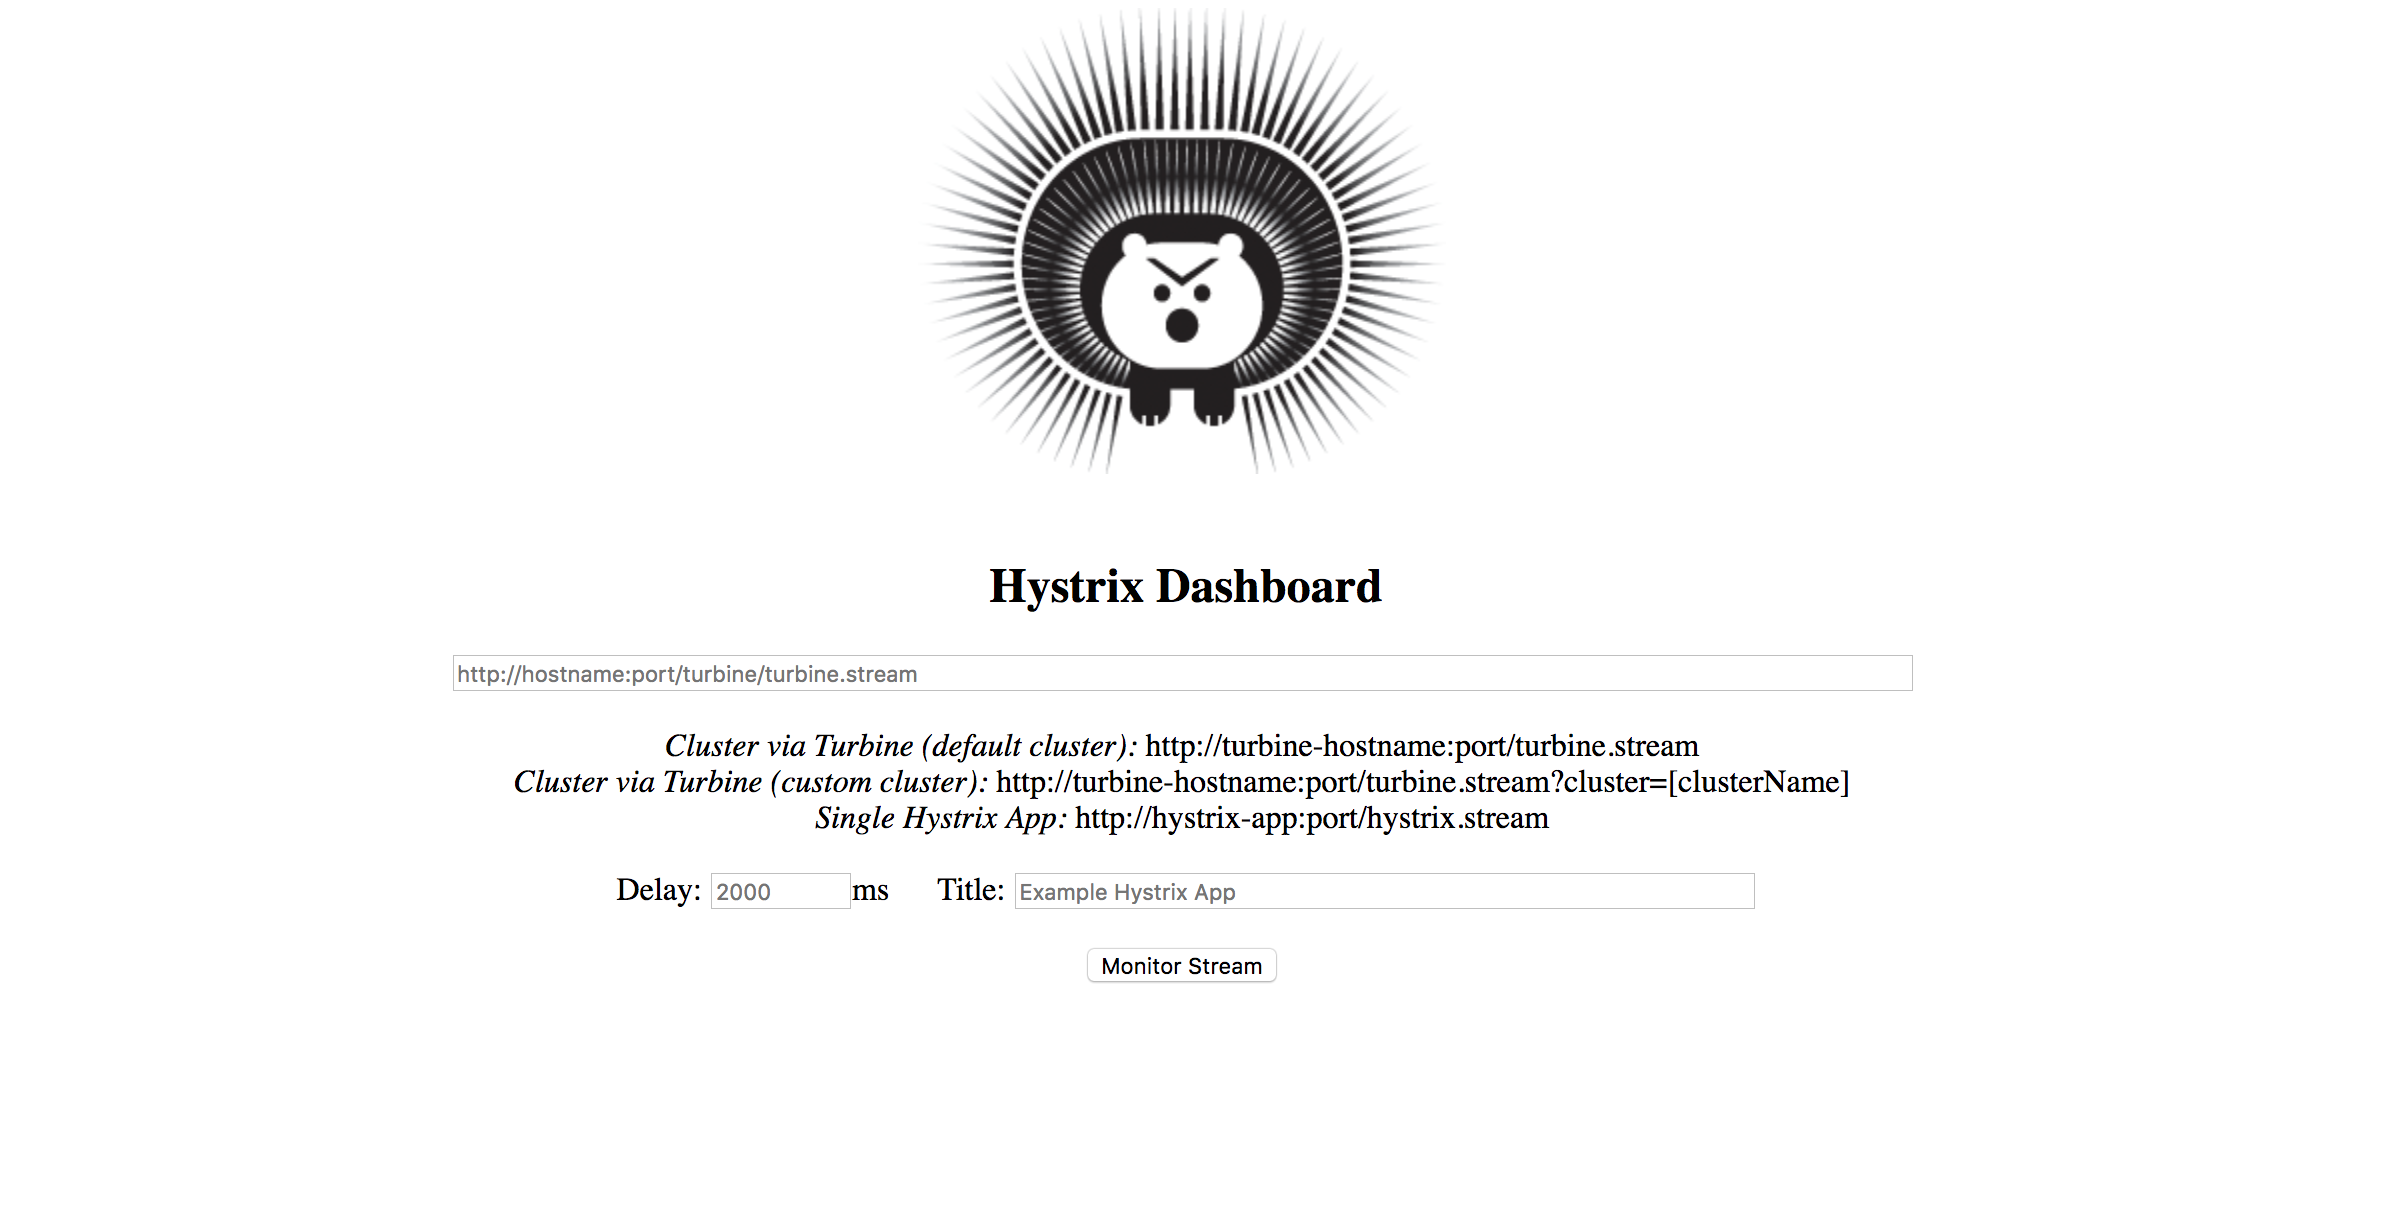 Hystrix Dashboard
http://hostname:port/turbine/turbine.stream
Cluster via Turbine (default cluster): http://turbine-hostname:port/turbine.stream
Cluster via Turbine (custom cluster): http://turbine-hostname:port/turbine.stream?cluster=[clusterName]
Single Hystrix App: http://hystrix-app:port/hystrix.stream
Delay: 2000 ms Title: Example Hystrix App
Monitor Stream